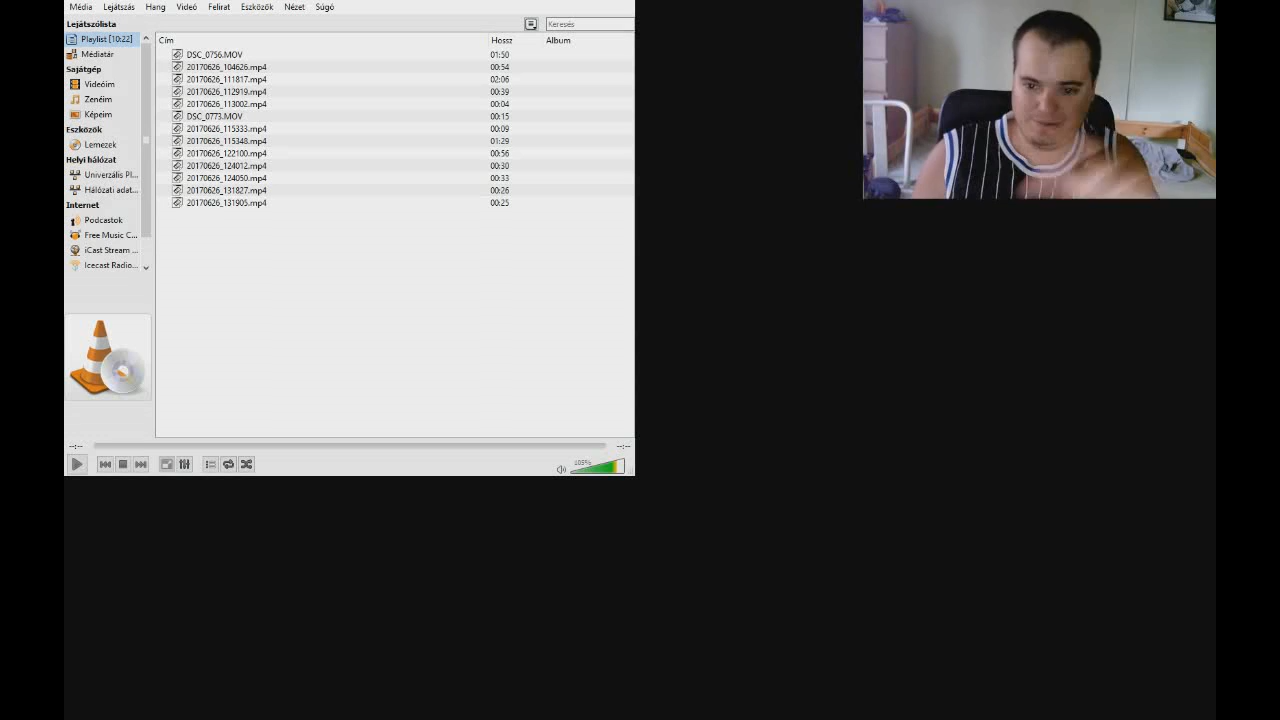 Média Lejátszás Hang Videó Felirat Eszközök Nézet Súgó
Lejátszólista
Keresés
Playlist [10:22]
Médiatár
Sajátgép
Videóim
Zenéim
Képeim
Eszközök
Lemezek
Helyi hálózat
Univerzális Pl...
Hálózati adat...
Internet
Podcastok
Free Music C...
iCast Stream ...
Icecast Radio...
Cím Hossz Album
DSC_0756.MOV 01:50
20170626_104626.mp4 00:54
20170626_111817.mp4 02:06
20170626_112919.mp4 00:39
20170626_113002.mp4 00:04
DSC_0773.MOV 00:15
20170626_115333.mp4 00:09
20170626_115348.mp4 01:29
20170626_122100.mp4 00:56
20170626_124012.mp4 00:30
20170626_124050.mp4 00:33
20170626_131827.mp4 00:26
20170626_131905.mp4 00:25
--:-- --:--
105%